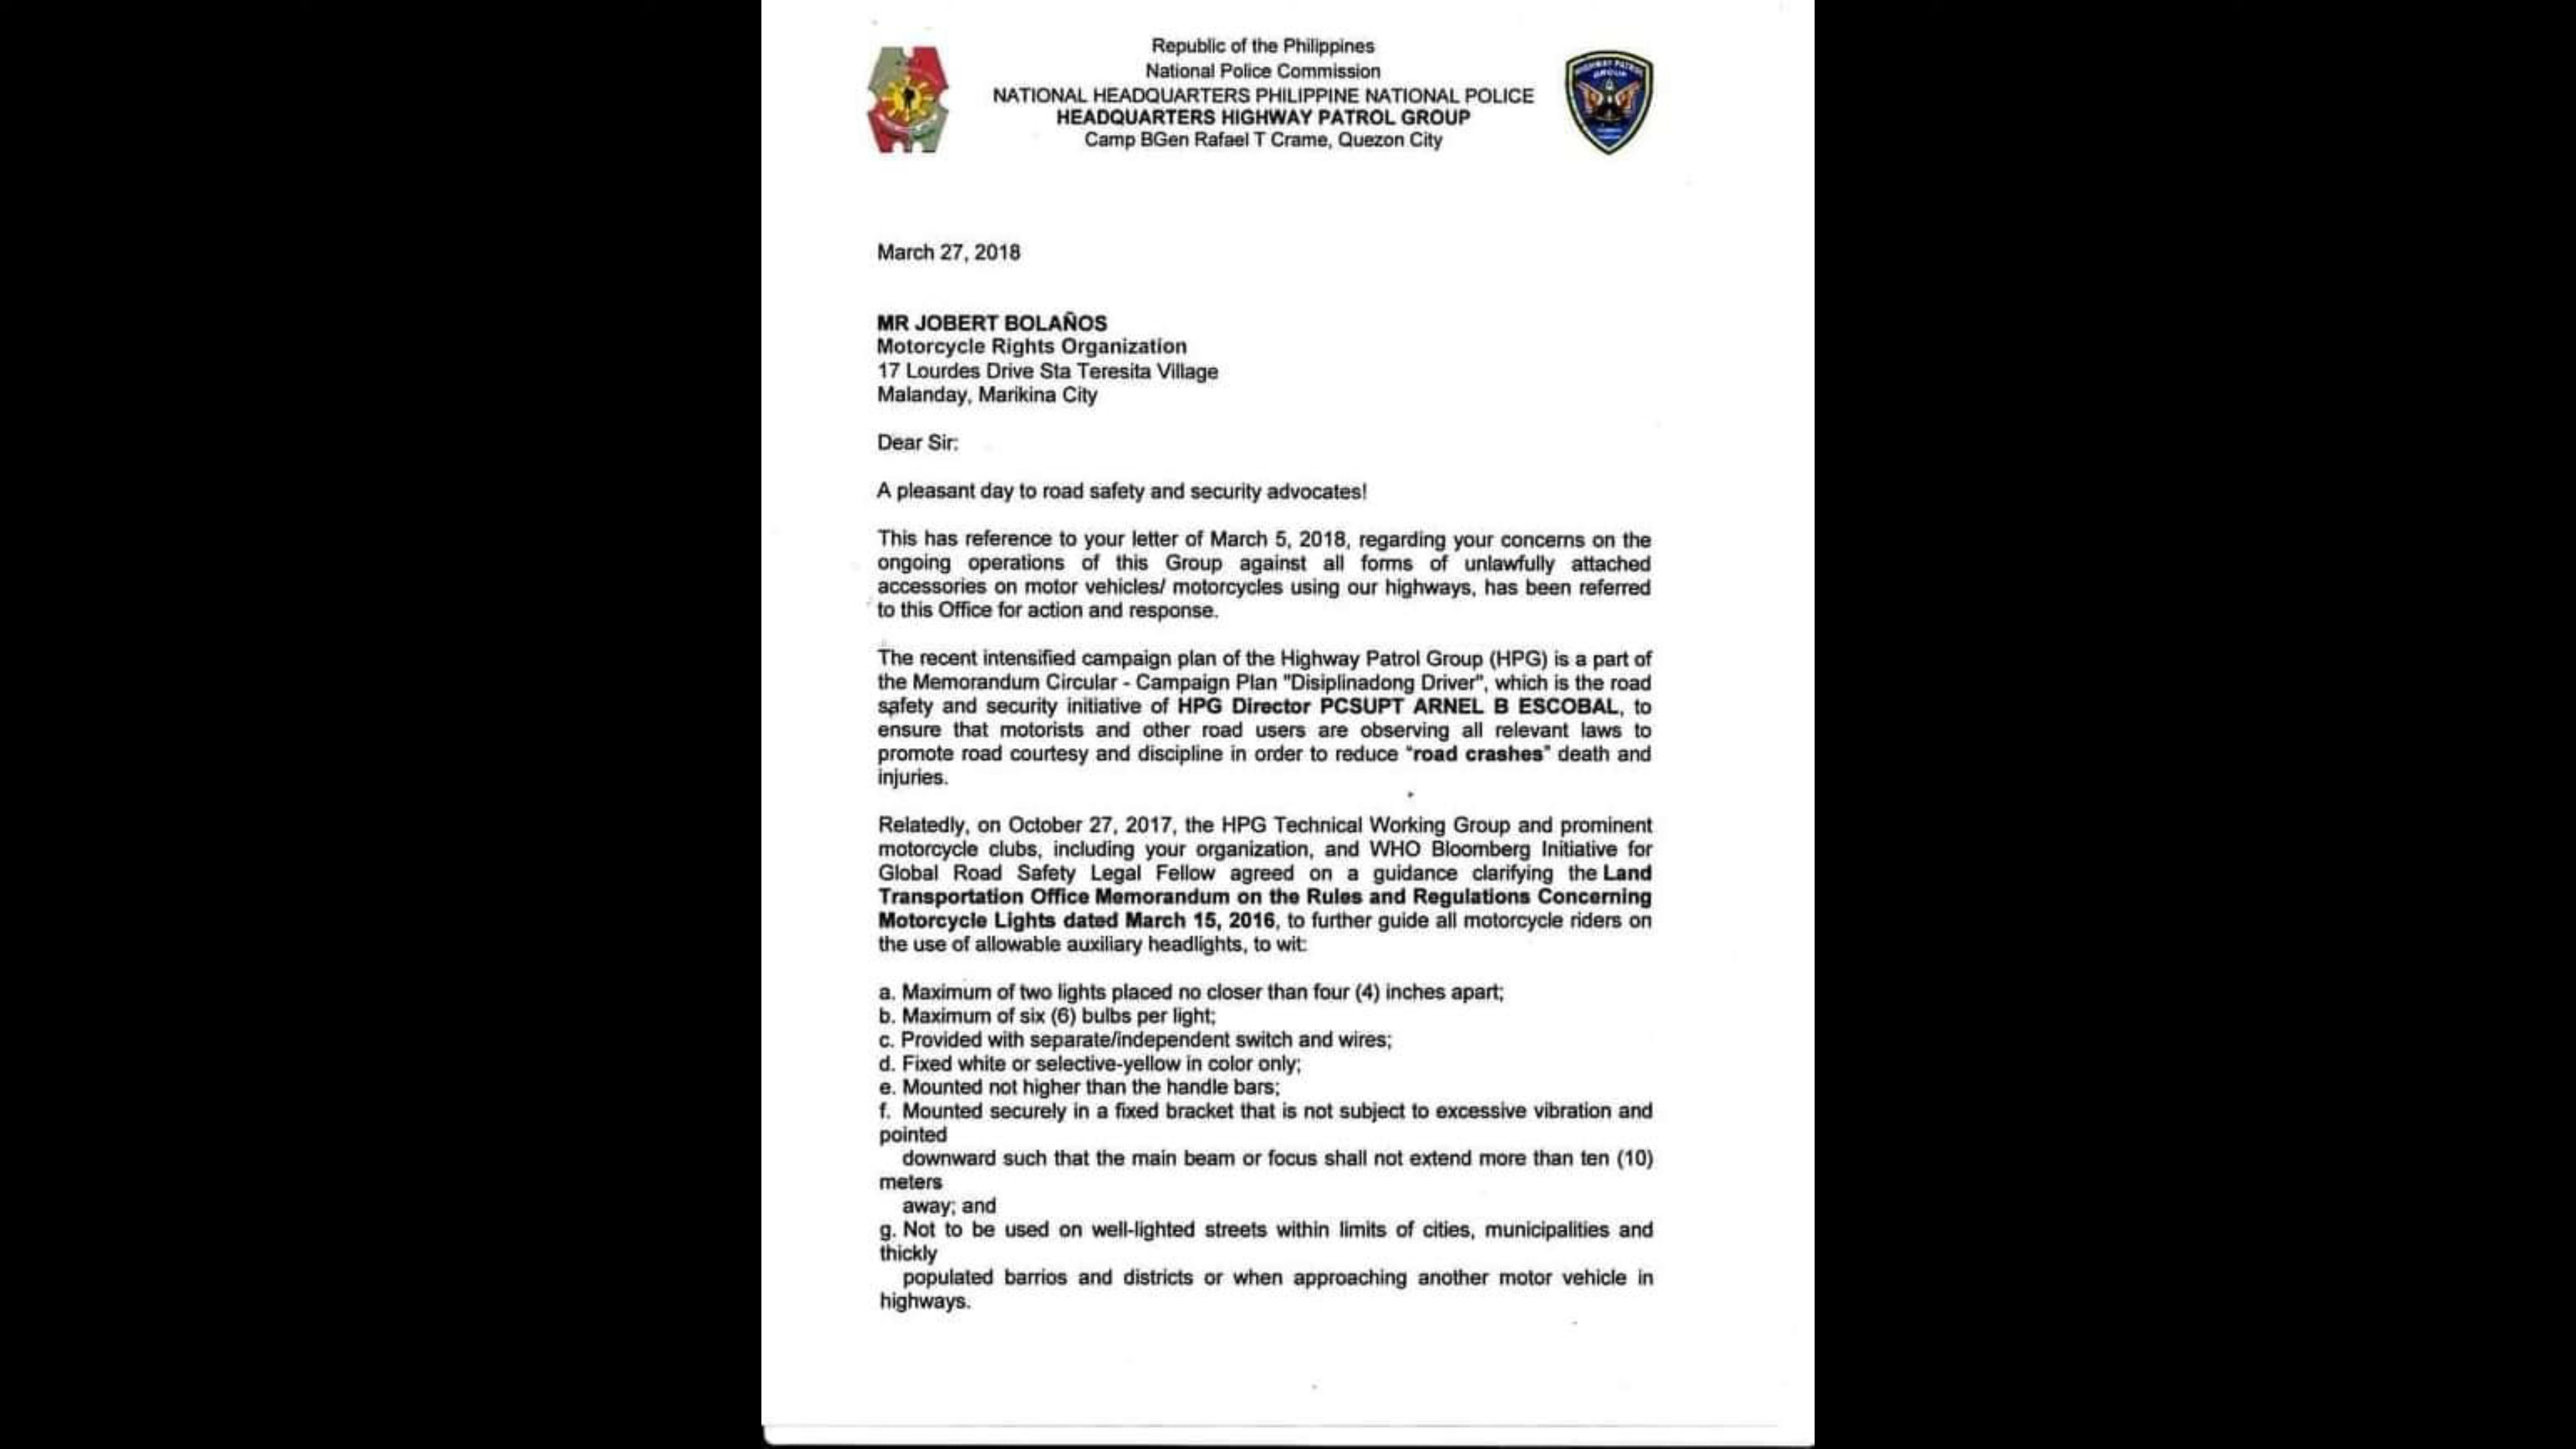 Republic of the Philippines
National Police Commission
NATIONAL HEADQUARTERS PHILIPPINE NATIONAL POLICE
HEADQUARTERS HIGHWAY PATROL GROUP
Camp BGen Rafael T Crame, Quezon City
HIGHWAY PATROL
GROUP
March 27, 2018
MR JOBERT BOLAÑOS
Motorcycle Rights Organization
17 Lourdes Drive Sta Teresita Village
Malanday, Marikina City
Dear Sir:
A pleasant day to road safety and security advocates!
This has reference to your letter of March 5, 2018, regarding your concerns on the
ongoing operations of this Group against all forms of unlawfully attached
accessories on motor vehicles/ motorcycles using our highways, has been referred
to this Office for action and response.
The recent intensified campaign plan of the Highway Patrol Group (HPG) is a part of
the Memorandum Circular - Campaign Plan "Disiplinadong Driver", which is the road
safety and security initiative of HPG Director PCSUPT ARNEL B ESCOBAL, to
ensure that motorists and other road users are observing all relevant laws to
promote road courtesy and discipline in order to reduce "road crashes" death and
injuries.
Relatedly, on October 27, 2017, the HPG Technical Working Group and prominent
motorcycle clubs, including your organization, and WHO Bloomberg Initiative for
Global Road Safety Legal Fellow agreed on a guidance clarifying the Land
Transportation Office Memorandum on the Rules and Regulations Concerning
Motorcycle Lights dated March 15, 2016, to further guide all motorcycle riders on
the use of allowable auxiliary headlights, to wit:
a. Maximum of two lights placed no closer than four (4) inches apart;
b. Maximum of six (6) bulbs per light;
c. Provided with separate/independent switch and wires;
d. Fixed white or selective-yellow in color only;
e. Mounted not higher than the handle bars;
f. Mounted securely in a fixed bracket that is not subject to excessive vibration and
pointed
downward such that the main beam or focus shall not extend more than ten (10)
meters
away; and
g. Not to be used on well-lighted streets within limits of cities, municipalities and
thickly
populated barrios and districts or when approaching another motor vehicle in
highways.